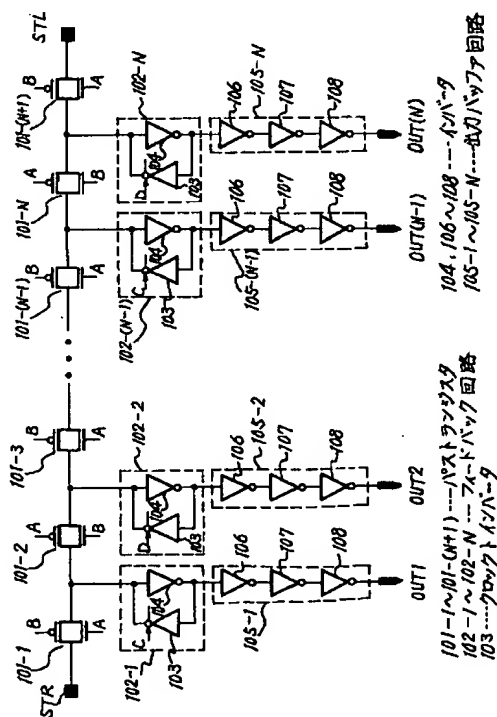 STR
101-1
B
A
101-2
A
B
101-3
B
A
101-(N-1)
B
A
101-N
A
B
101-(N+1)
B
A
STL
102-1
C
104
103
102-2
D
104
103
102-(N-1)
C
104
103
102-N
D
104
103
105-1
106
107
108
105-2
106
107
108
105-(N-1)
106
107
108
105-N
106
107
108
OUT1
OUT2
OUT(N-1)
OUT(N)
101-1~101-(N+1)----パストランジスタ
102-1~102-N----フィードバック回路
103-----クロックトインバータ
104,106~108----インバータ
105-1~105-N-----出力バッファ回路